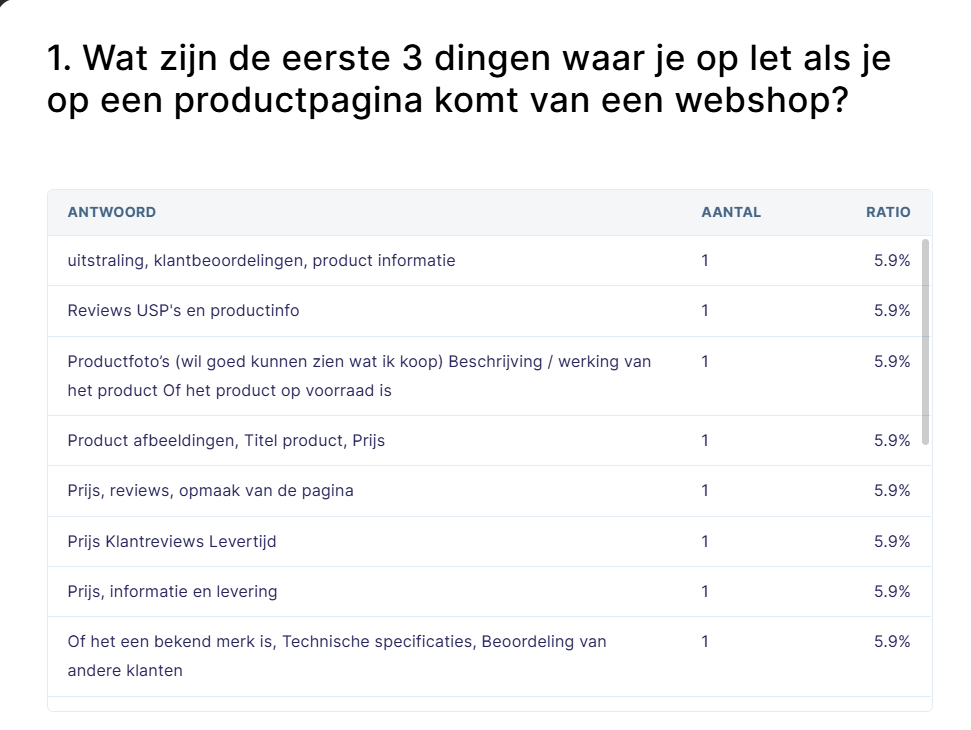 1. Wat zijn de eerste 3 dingen waar je op let als je
op een productpagina komt van een webshop?
ANTWOORD AANTAL RATIO
uitstraling, klantbeoordelingen, product informatie 1 5.9%
Reviews USP's en productinfo 1 5.9%
Productfoto’s (wil goed kunnen zien wat ik koop) Beschrijving / werking van 1 5.9%
het product Of het product op voorraad is
Product afbeeldingen, Titel product, Prijs 1 5.9%
Prijs, reviews, opmaak van de pagina 1 5.9%
Prijs Klantreviews Levertijd 1 5.9%
Prijs, informatie en levering 1 5.9%
Of het een bekend merk is, Technische specificaties, Beoordeling van 1 5.9%
andere klanten